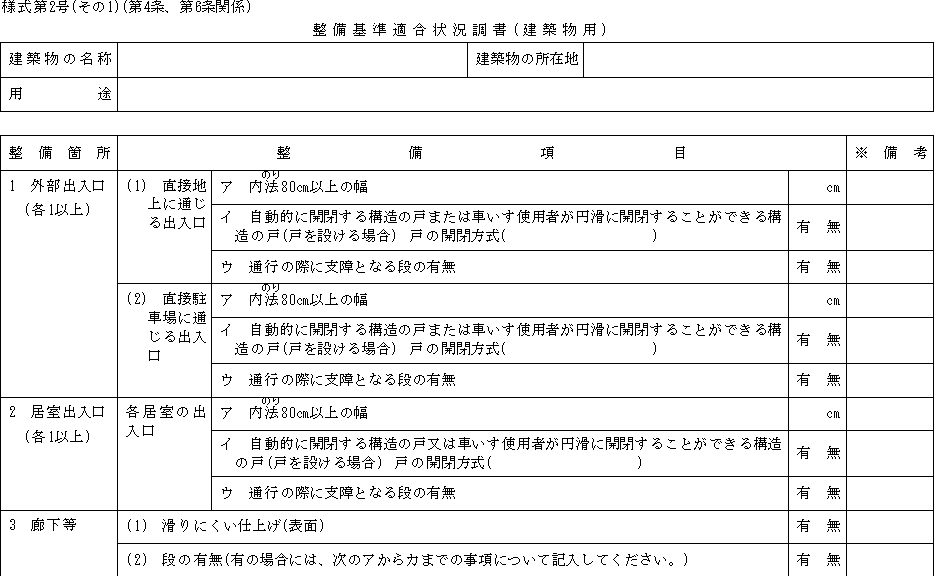 様式第2号(その1)(第4条、第6条関係)
整備基準適合状況調書(建築物用)
建築物の名称
建築物の所在地
用途
整備箇所
整備項目
※備考
1 外部出入口
(各1以上)
(1) 直接地
上に通じ
る出入口
のり
ア 内法80cm以上の幅
cm
イ 自動的に開閉する構造の戸または車いす使用者が円滑に開閉することができる構
造の戸(戸を設ける場合) 戸の開閉方式( )
有 無
ウ 通行の際に支障となる段の有無
有 無
(2) 直接駐
車場に通
じる出入
口
のり
ア 内法80cm以上の幅
cm
イ 自動的に開閉する構造の戸または車いす使用者が円滑に開閉することができる構
造の戸(戸を設ける場合) 戸の開閉方式( )
有 無
ウ 通行の際に支障となる段の有無
有 無
2 居室出入口
(各1以上)
各居室の出
入口
のり
ア 内法80cm以上の幅
cm
イ 自動的に開閉する構造の戸又は車いす使用者が円滑に開閉することができる構造
の戸(戸を設ける場合) 戸の開閉方式( )
有 無
ウ 通行の際に支障となる段の有無
有 無
3 廊下等
(1) 滑りにくい仕上げ(表面)
有 無
(2) 段の有無(有の場合には、次のアからカまでの事項について記入してください。)
有 無